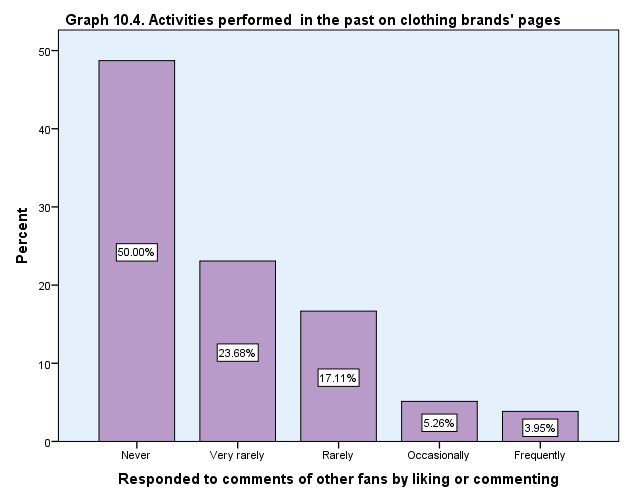 Graph 10.4. Activities performed  in the past on clothing brands' pages
50
40
30
20
10
0
Percent
50.00%
23.68%
17.11%
5.26%
3.95%
Never
Very rarely
Rarely
Occasionally
Frequently
Responded to comments of other fans by liking or commenting